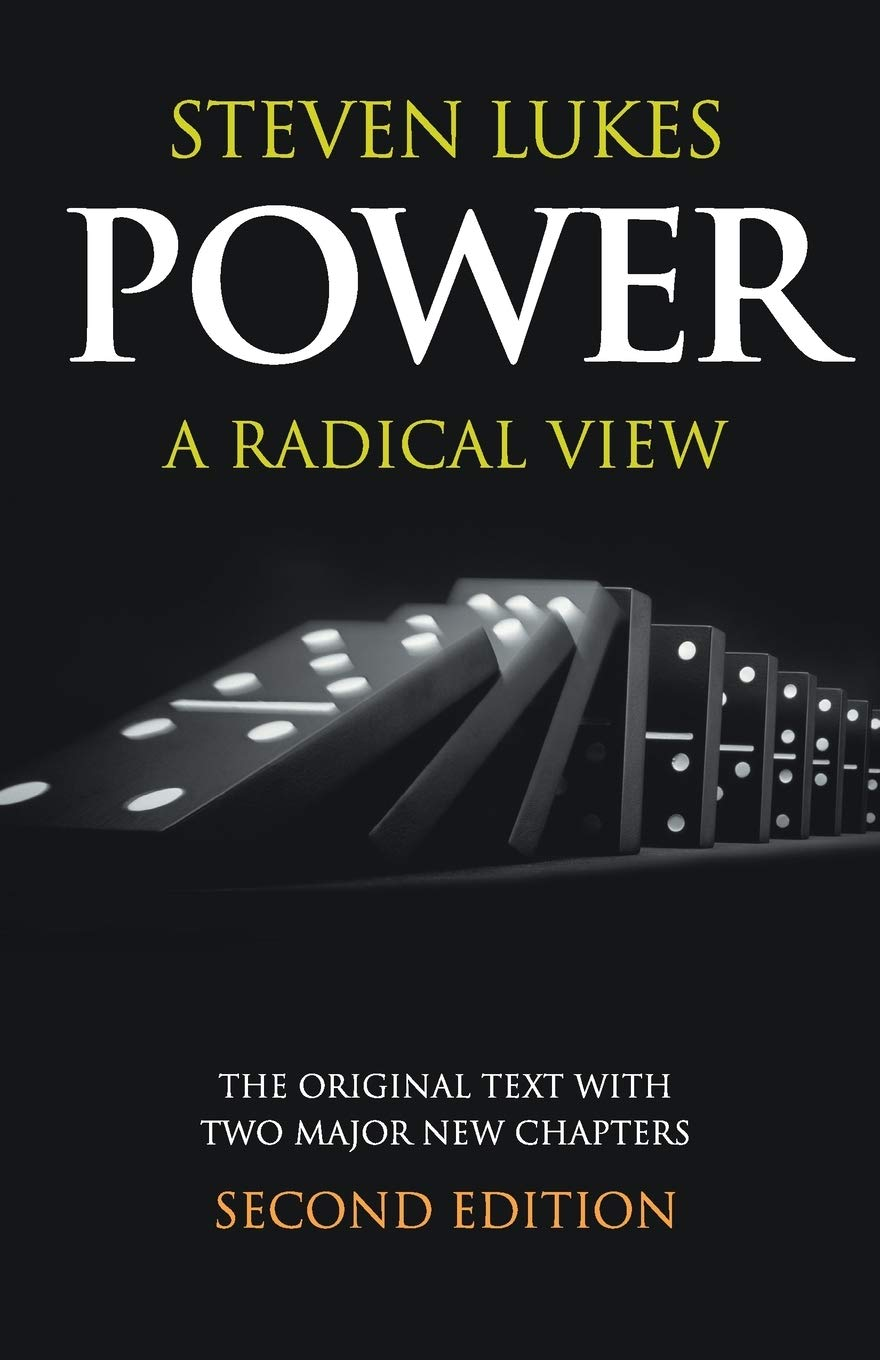 STEVEN LUKES
POWER
A RADICAL VIEW
THE ORIGINAL TEXT WITH
TWO MAJOR NEW CHAPTERS
SECOND EDITION